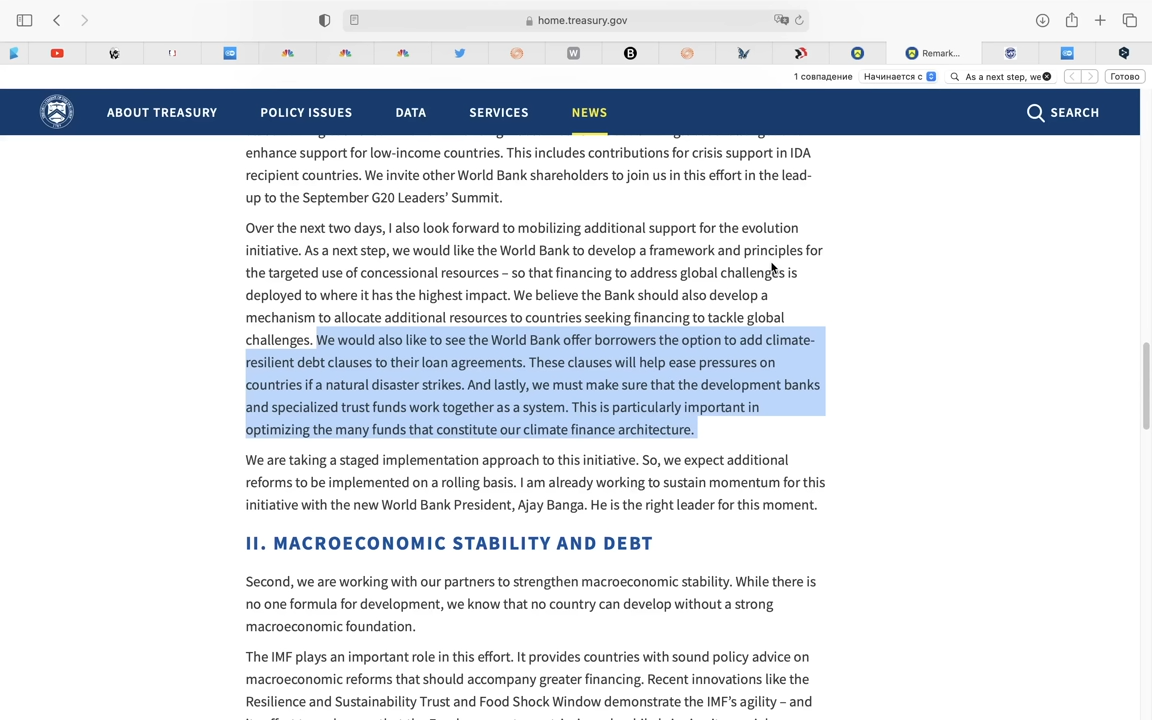 home.treasury.gov
Remark...
1 совпадение
Начинается с
As a next step, we
Готово
ABOUT TREASURY
POLICY ISSUES
DATA
SERVICES
NEWS
SEARCH
enhance support for low-income countries. This includes contributions for crisis support in IDA
recipient countries. We invite other World Bank shareholders to join us in this effort in the lead-
up to the September G20 Leaders’ Summit.
Over the next two days, I also look forward to mobilizing additional support for the evolution
initiative. As a next step, we would like the World Bank to develop a framework and principles for
the targeted use of concessional resources – so that financing to address global challenges is
deployed to where it has the highest impact. We believe the Bank should also develop a
mechanism to allocate additional resources to countries seeking financing to tackle global
challenges. We would also like to see the World Bank offer borrowers the option to add climate-
resilient debt clauses to their loan agreements. These clauses will help ease pressures on
countries if a natural disaster strikes. And lastly, we must make sure that the development banks
and specialized trust funds work together as a system. This is particularly important in
optimizing the many funds that constitute our climate finance architecture.
We are taking a staged implementation approach to this initiative. So, we expect additional
reforms to be implemented on a rolling basis. I am already working to sustain momentum for this
initiative with the new World Bank President, Ajay Banga. He is the right leader for this moment.
II. MACROECONOMIC STABILITY AND DEBT
Second, we are working with our partners to strengthen macroeconomic stability. While there is
no one formula for development, we know that no country can develop without a strong
macroeconomic foundation.
The IMF plays an important role in this effort. It provides countries with sound policy advice on
macroeconomic reforms that should accompany greater financing. Recent innovations like the
Resilience and Sustainability Trust and Food Shock Window demonstrate the IMF’s agility – and